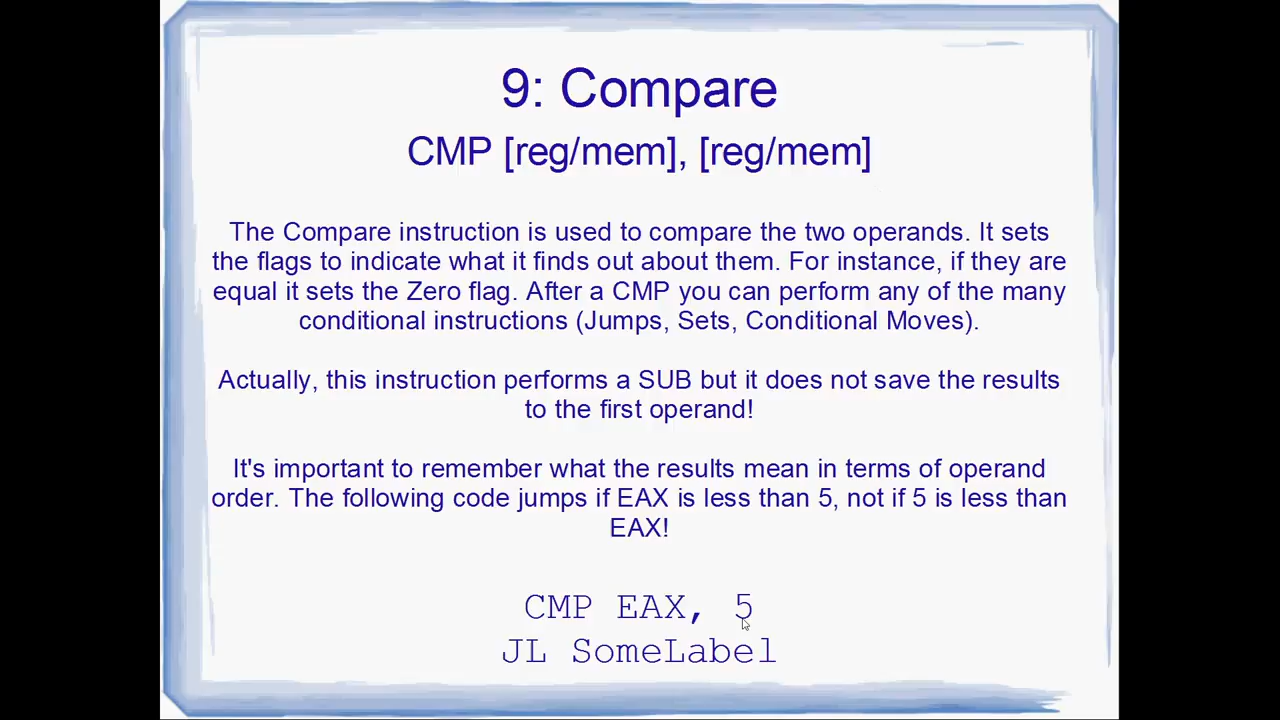 9: Compare
CMP [reg/mem], [reg/mem]
The Compare instruction is used to compare the two operands. It sets
the flags to indicate what it finds out about them. For instance, if they are
equal it sets the Zero flag. After a CMP you can perform any of the many
conditional instructions (Jumps, Sets, Conditional Moves).
Actually, this instruction performs a SUB but it does not save the results
to the first operand!
It's important to remember what the results mean in terms of operand
order. The following code jumps if EAX is less than 5, not if 5 is less than
EAX!
CMP EAX, 5
JL SomeLabel